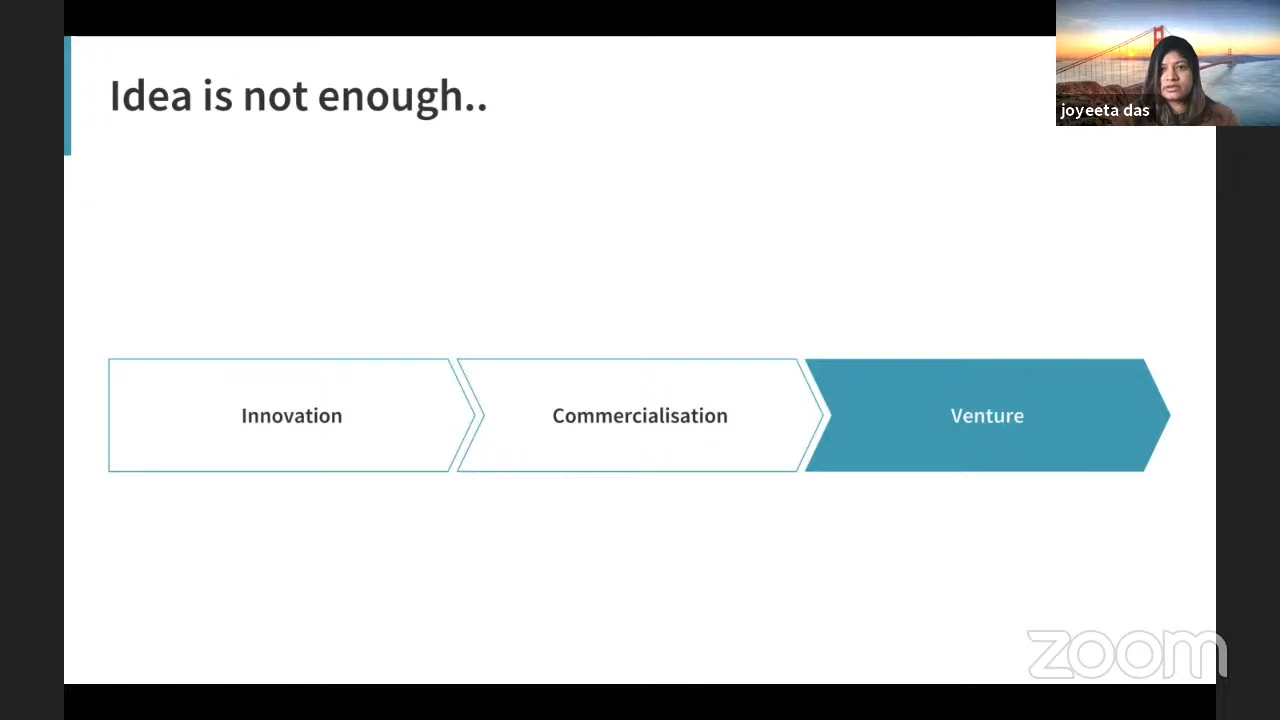 Idea is not enough..
joyeeta das
Innovation
Commercialisation
Venture
zoom